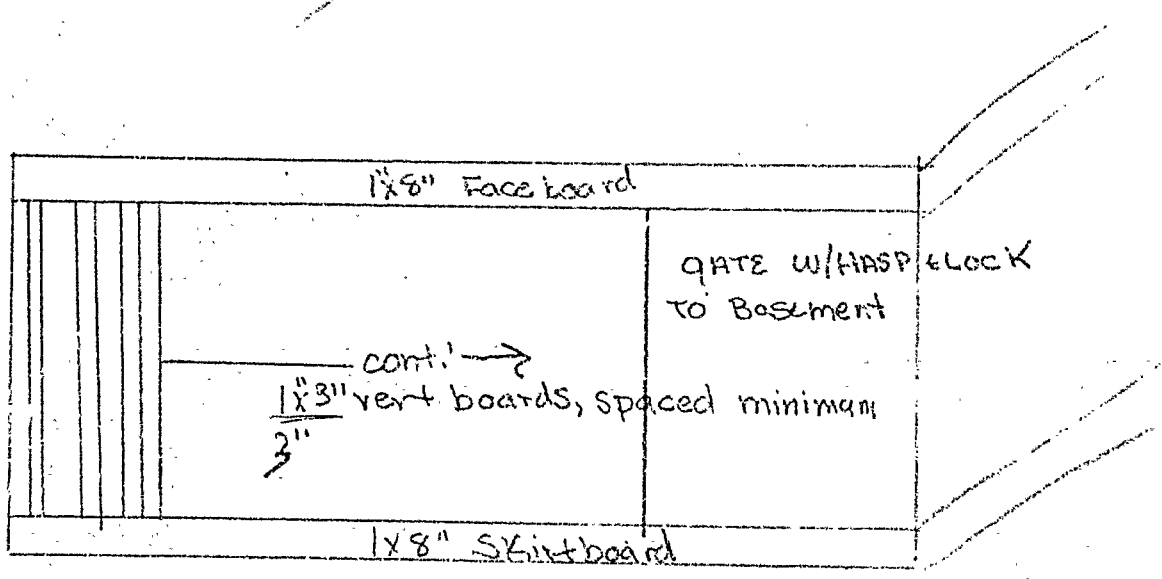 1"x8" Faceboard
GATE W/HASP & LOCK
TO Basement
cont.'
1"x3" vert boards, spaced minimum
3"
1x8" Skirtboard